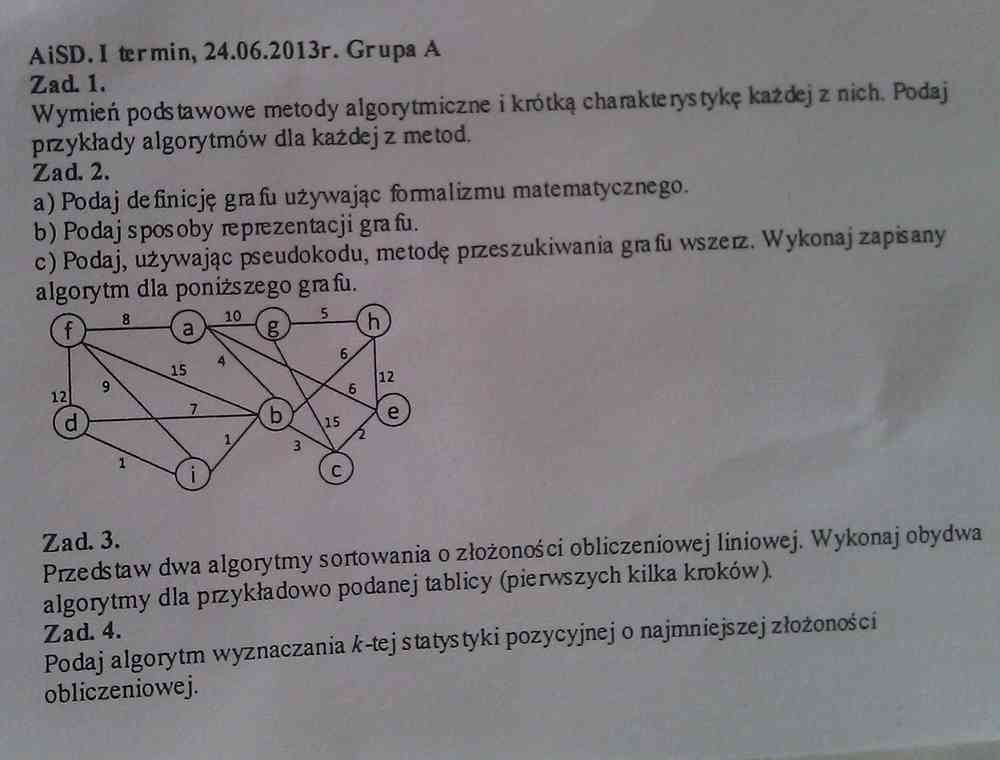 AiSD. I termin, 24.06.2013r. Grupa A
Zad. 1.
Wymień podstawowe metody algorytmiczne i krótką charakterystykę każdej z nich. Podaj
przykłady algorytmów dla każdej z metod.
Zad. 2.
a) Podaj definicję grafu używając formalizmu matematycznego.
b) Podaj sposoby reprezentacji grafu.
c) Podaj, używając pseudokodu, metodę przeszukiwania grafu wszerz. Wykonaj zapisany
algorytm dla poniższego grafu.
f 8 a 10 g 5 h
15 4 6
12 9 6 12
d 7 b 15 e
1 3 2
1 i c
Zad. 3.
Przedstaw dwa algorytmy sortowania o złożoności obliczeniowej liniowej. Wykonaj obydwa
algorytmy dla przykładowo podanej tablicy (pierwszych kilka kroków).
Zad. 4.
Podaj algorytm wyznaczania k-tej statystyki pozycyjnej o najmniejszej złożoności
obliczeniowej.